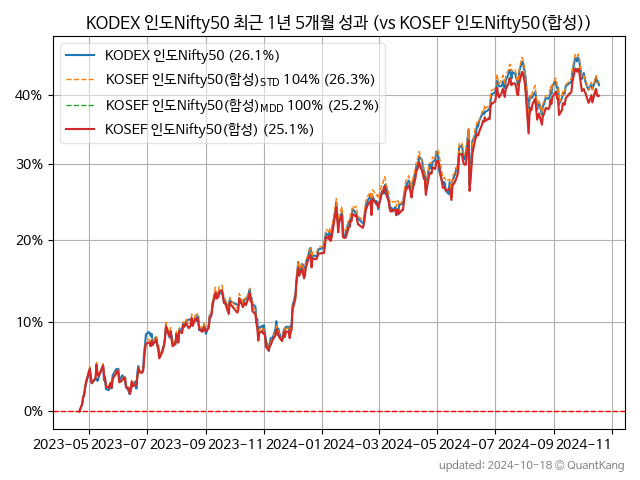 KODEX 인도Nifty50 최근 1년 5개월 성과 (vs KOSEF 인도Nifty50(합성))
KODEX 인도Nifty50 (26.1%)
KOSEF 인도Nifty50(합성)STD 104% (26.3%)
KOSEF 인도Nifty50(합성)MDD 100% (25.2%)
KOSEF 인도Nifty50(합성) (25.1%)
40%
30%
20%
10%
0%
2023-05 2023-07 2023-09 2023-11 2024-01 2024-03 2024-05 2024-07 2024-09 2024-11
updated: 2024-10-18 © QuantKang